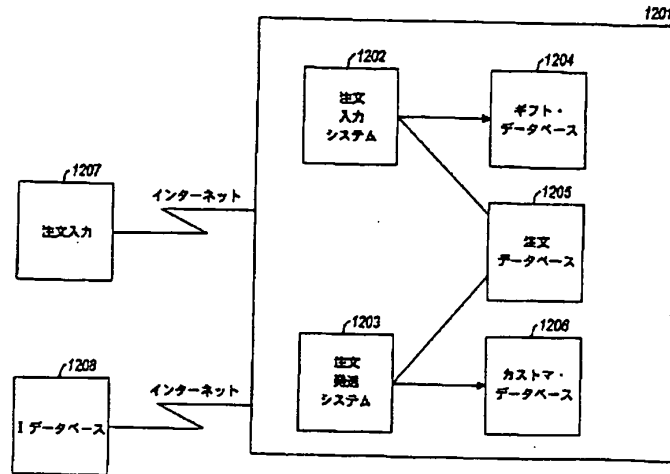 1201
1202
注文
入力
システム
1204
ギフト・
データベース
1207
注文入力
インターネット
1205
注文
データベース
1203
注文
発送
システム
1206
カストマ・
データベース
1208
I データベース
インターネット